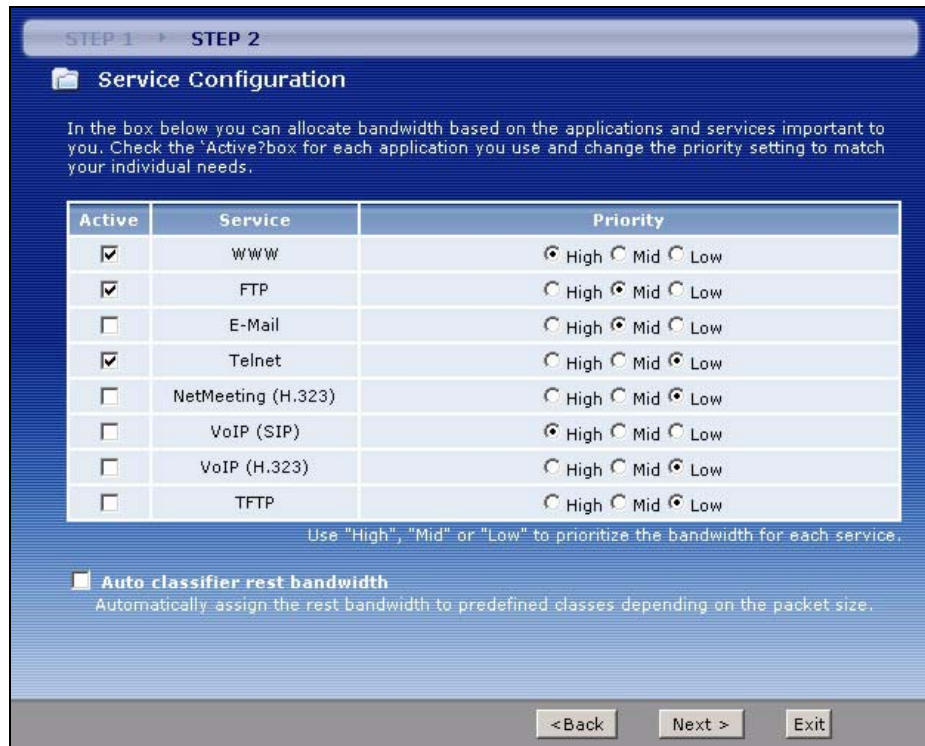 STEP 1 STEP 2
Service Configuration
In the box below you can allocate bandwidth based on the applications and services important to
you. Check the 'Active?box for each application you use and change the priority setting to match
your individual needs.
Active Service Priority
WWW High Mid Low
FTP High Mid Low
E-Mail High Mid Low
Telnet High Mid Low
NetMeeting (H.323) High Mid Low
VoIP (SIP) High Mid Low
VoIP (H.323) High Mid Low
TFTP High Mid Low
Use "High", "Mid" or "Low" to prioritize the bandwidth for each service.
Auto classifier rest bandwidth
Automatically assign the rest bandwidth to predefined classes depending on the packet size.
<Back Next > Exit